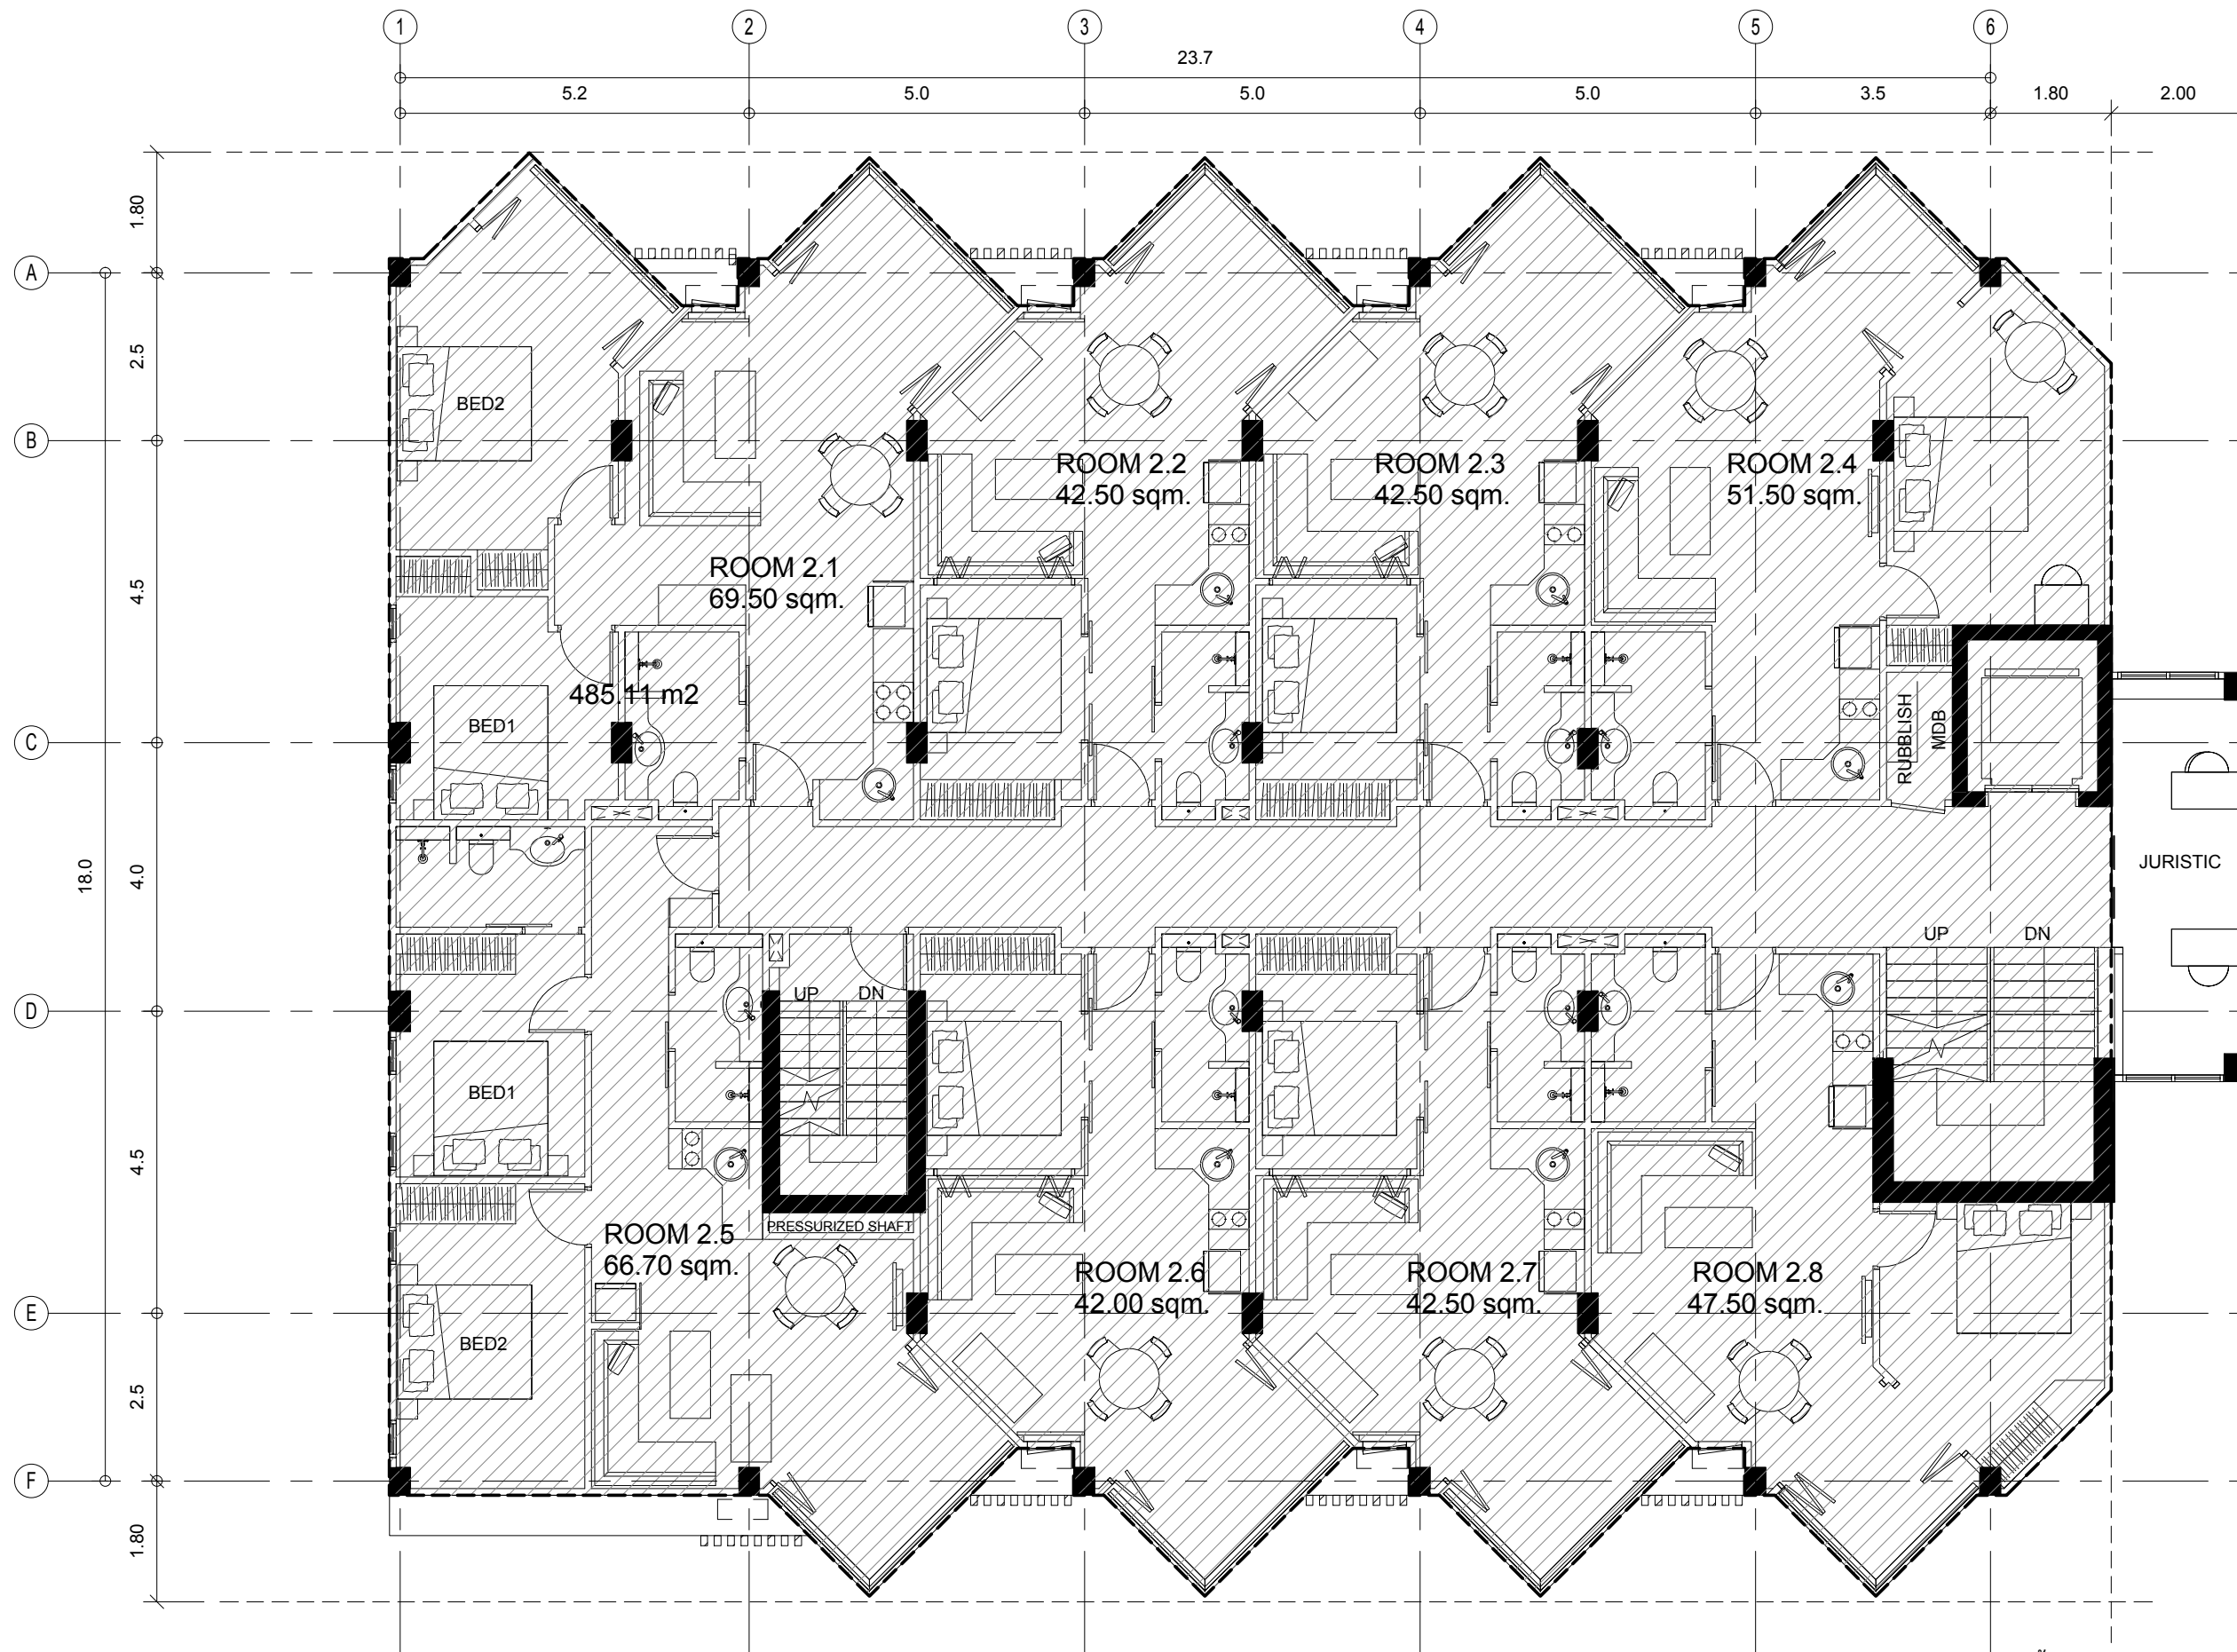 1 2 3 4 5 6
23.7
5.2 5.0 5.0 5.0 3.5 1.80 2.00
1.80
A
2.5
BED2
B
ROOM 2.2
42.50 sqm.
ROOM 2.3
42.50 sqm.
ROOM 2.4
51.50 sqm.
4.5
ROOM 2.1
69.50 sqm.
485.11 m2
BED1
RUBBLISH
MDB
C
18.0
4.0
JURISTIC
UP DN
UP DN
D
BED1
4.5
PRESSURIZED SHAFT
ROOM 2.5
66.70 sqm.
ROOM 2.6
42.00 sqm.
ROOM 2.7
42.50 sqm.
ROOM 2.8
47.50 sqm.
E
BED2
2.5
F
1.80